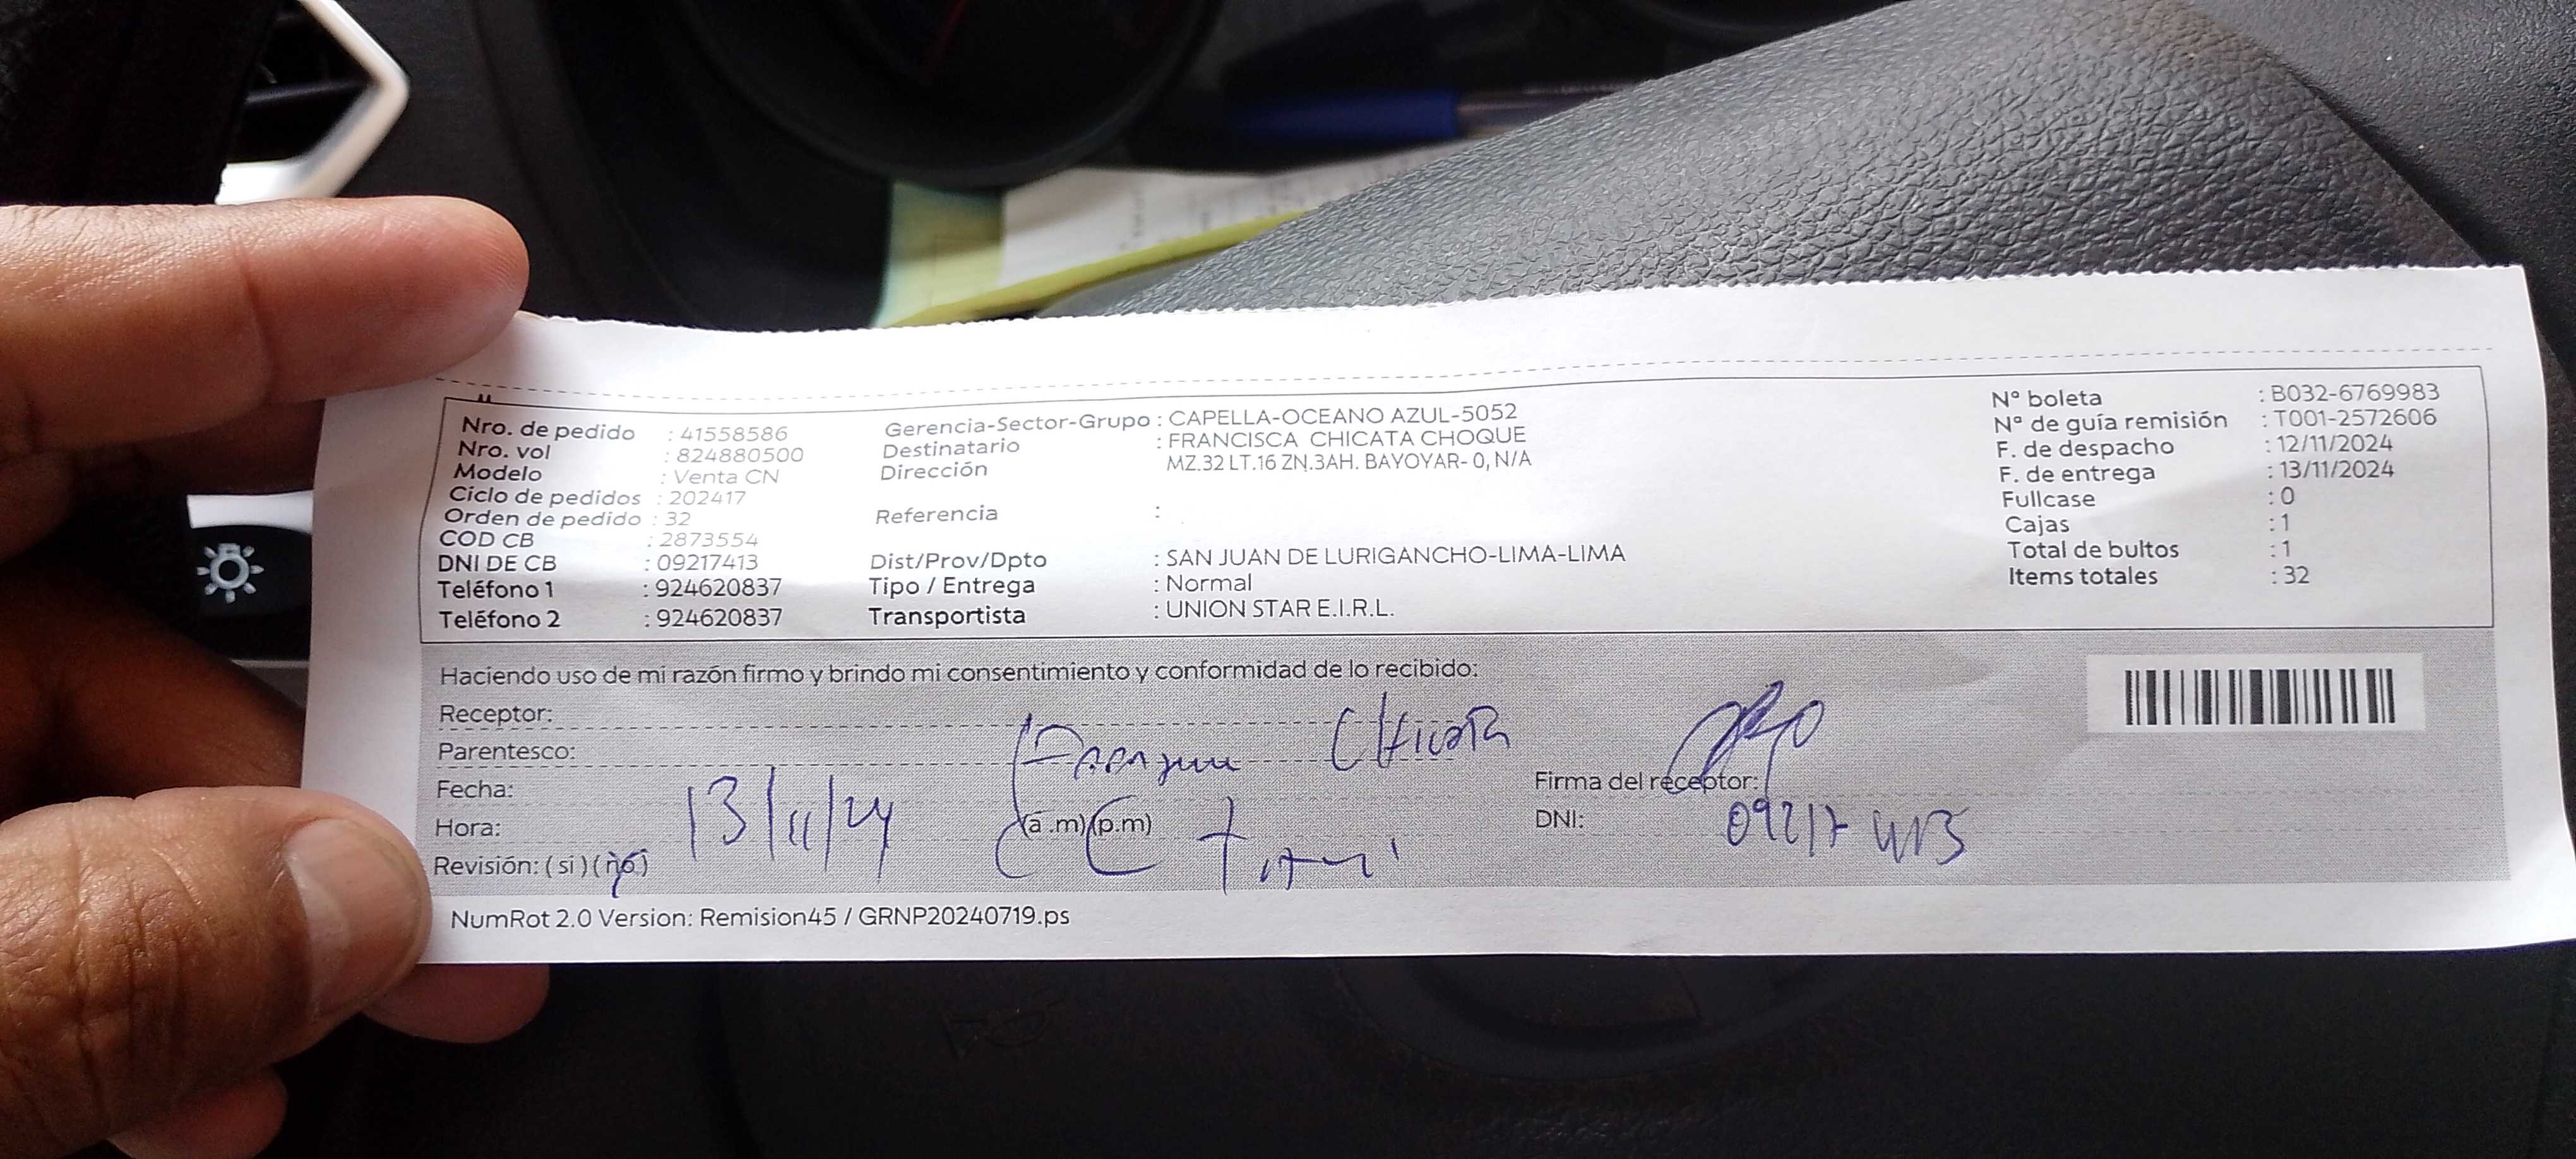 Nro. de pedido : 41558586
Nro. vol : 824880500
Modelo : Venta CN
Ciclo de pedidos : 202417
Orden de pedido : 32
COD CB : 2873554
DNI DE CB : 09217413
Teléfono 1 : 924620837
Teléfono 2 : 924620837
Gerencia-Sector-Grupo : CAPELLA-OCEANO AZUL-5052
Destinatario : FRANCISCA CHICATA CHOQUE
Dirección MZ.32 LT.16 ZN.3AH. BAYOYAR- 0, N/A
Referencia :
Dist/Prov/Dpto : SAN JUAN DE LURIGANCHO-LIMA-LIMA
Tipo / Entrega : Normal
Transportista : UNION STAR E.I.R.L.
N° boleta : B032-6769983
N° de guía remisión : T001-2572606
F. de despacho : 12/11/2024
F. de entrega : 13/11/2024
Fullcase : 0
Cajas : 1
Total de bultos : 1
Items totales : 32
Haciendo uso de mi razón firmo y brindo mi consentimiento y conformidad de lo recibido:
Receptor:
Parentesco: Chicata
Fecha: 13/11/24
Hora: (a.m)(p.m)
Revisión: (si)(no)
Firma del receptor:
DNI: 09217413
NumRot 2.0 Version: Remision45 / GRNP20240719.ps